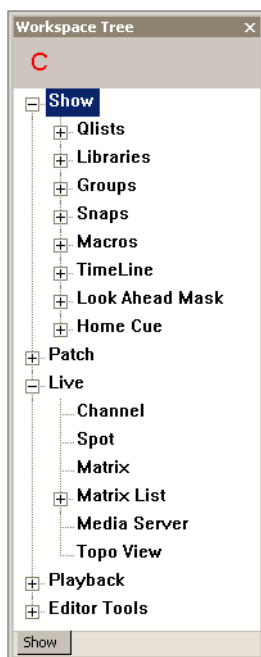 Workspace Tree
C
Show
Qlists
Libraries
Groups
Snaps
Macros
TimeLine
Look Ahead Mask
Home Cue
Patch
Live
Channel
Spot
Matrix
Matrix List
Media Server
Topo View
Playback
Editor Tools
Show